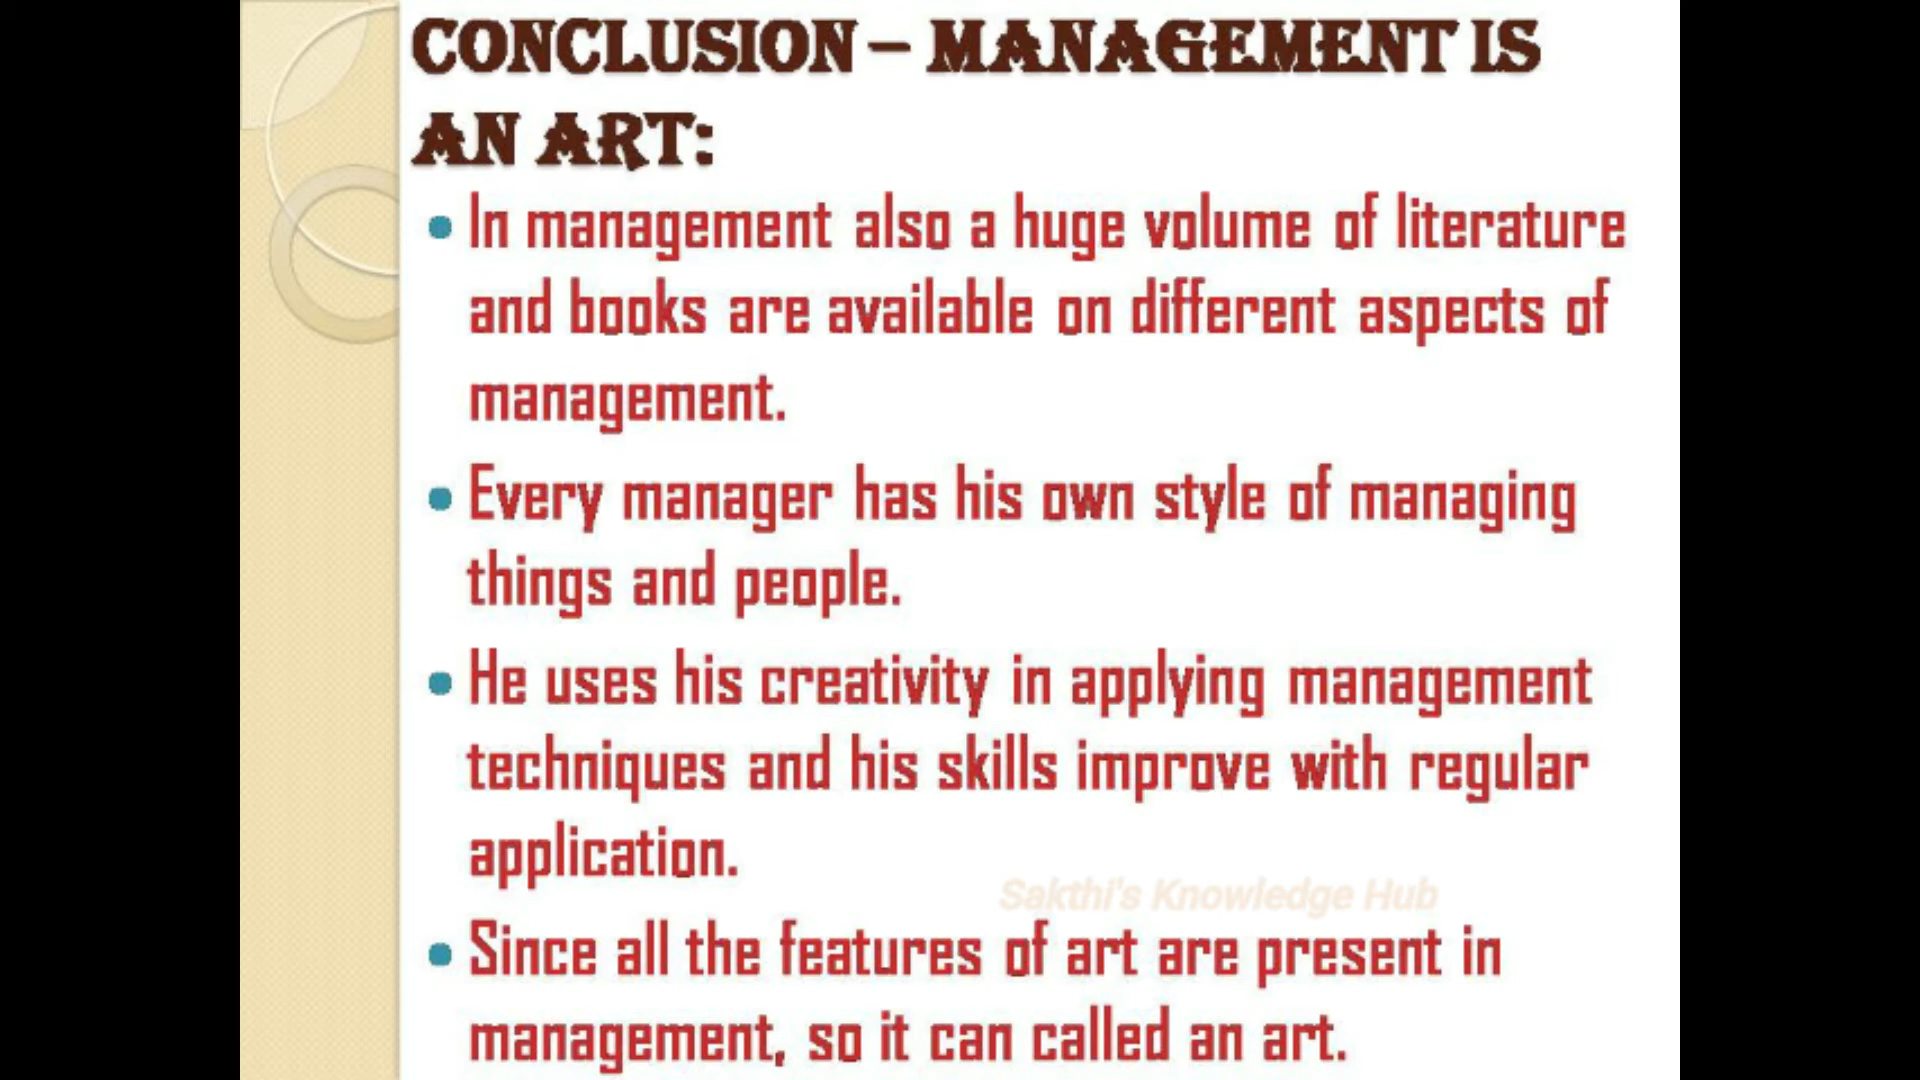 CONCLUSION – MANAGEMENT IS
AN ART:
• In management also a huge volume of literature
and books are available on different aspects of
management.
• Every manager has his own style of managing
things and people.
• He uses his creativity in applying management
techniques and his skills improve with regular
application.
Sakthi's Knowledge Hub
• Since all the features of art are present in
management, so it can called an art.